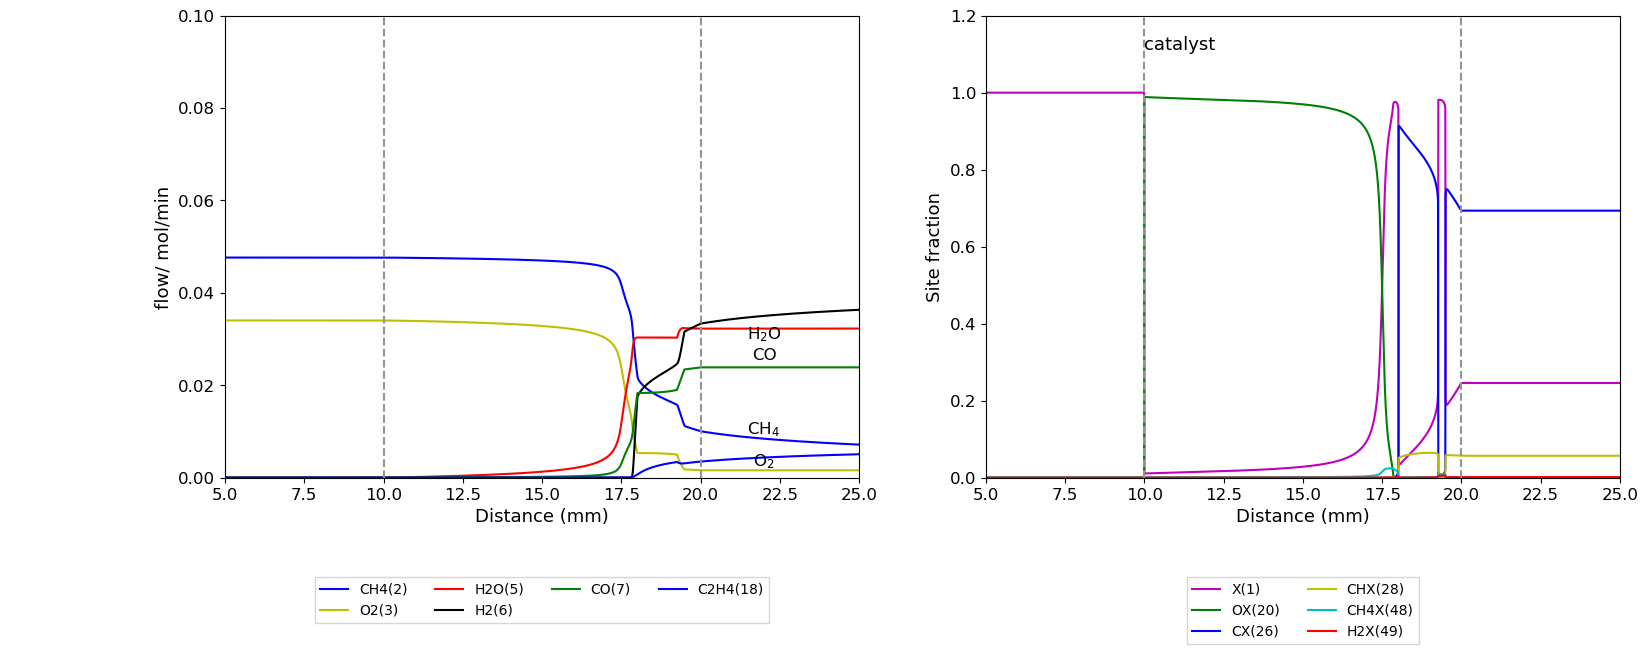 0.10
0.08
0.06
0.04
0.02
0.00
flow/ mol/min
H₂O
CO
CH₄
O₂
5.0 7.5 10.0 12.5 15.0 17.5 20.0 22.5 25.0
Distance (mm)
CH4(2) H2O(5) CO(7) C2H4(18)
O2(3) H2(6)
1.2
1.0
0.8
0.6
0.4
0.2
0.0
Site fraction
catalyst
5.0 7.5 10.0 12.5 15.0 17.5 20.0 22.5 25.0
Distance (mm)
X(1) CHX(28)
OX(20) CH4X(48)
CX(26) H2X(49)